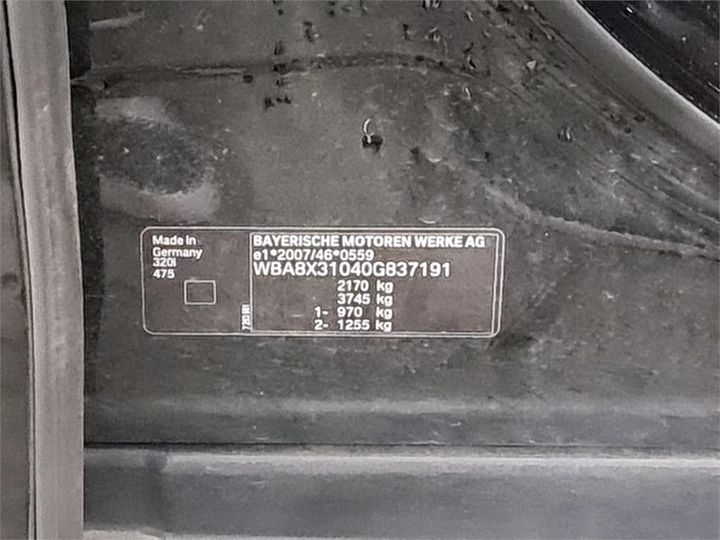 Made in
Germany
320i
475
BAYERISCHE MOTOREN WERKE AG
e1*2007/46*0559
WBA8X31040G837191
2170 kg
3745 kg
1- 970 kg
2- 1255 kg